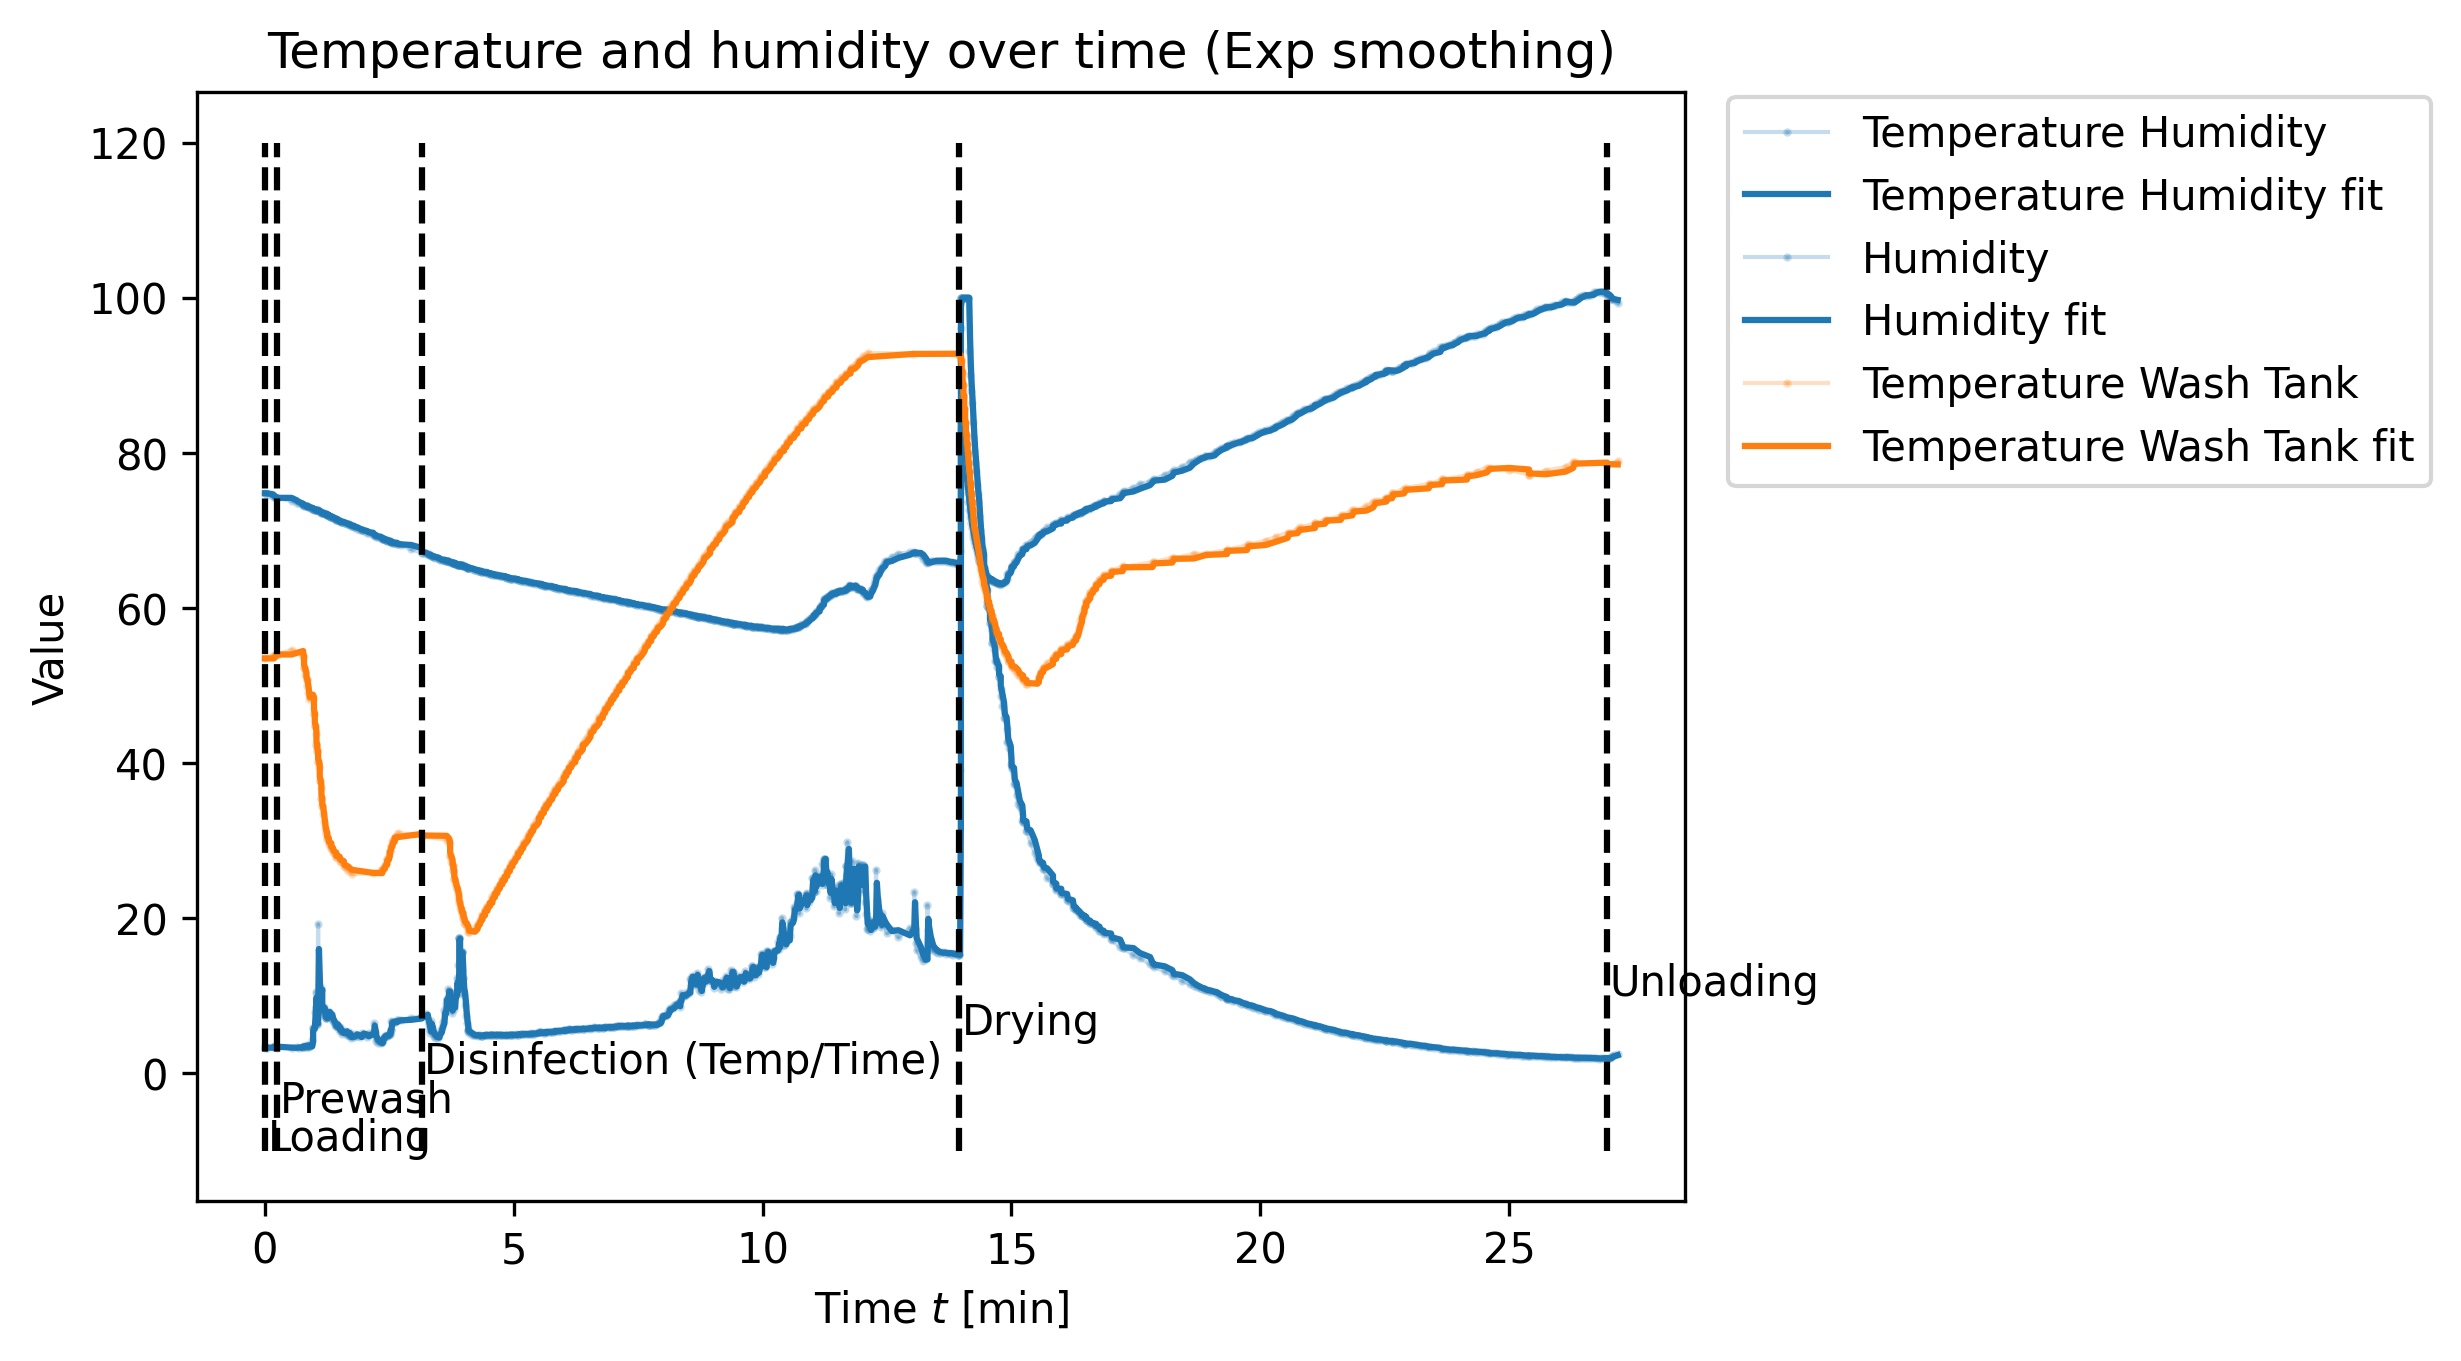 Temperature and humidity over time (Exp smoothing)
Value
120
100
80
60
40
20
0
0
5
10
15
20
25
Time t [min]
Loading
Prewash
Disinfection (Temp/Time)
Drying
Unloading
Temperature Humidity
Temperature Humidity fit
Humidity
Humidity fit
Temperature Wash Tank
Temperature Wash Tank fit